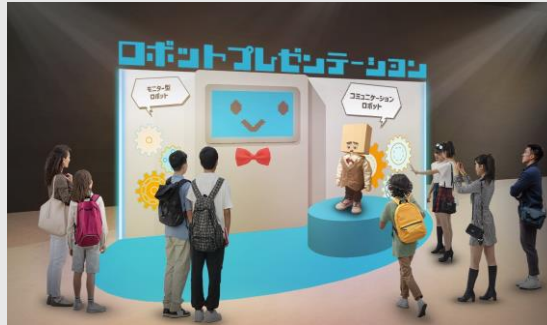 ロボットプレゼンテーション
モニター型
ロボット
コミュニケーション
ロボット